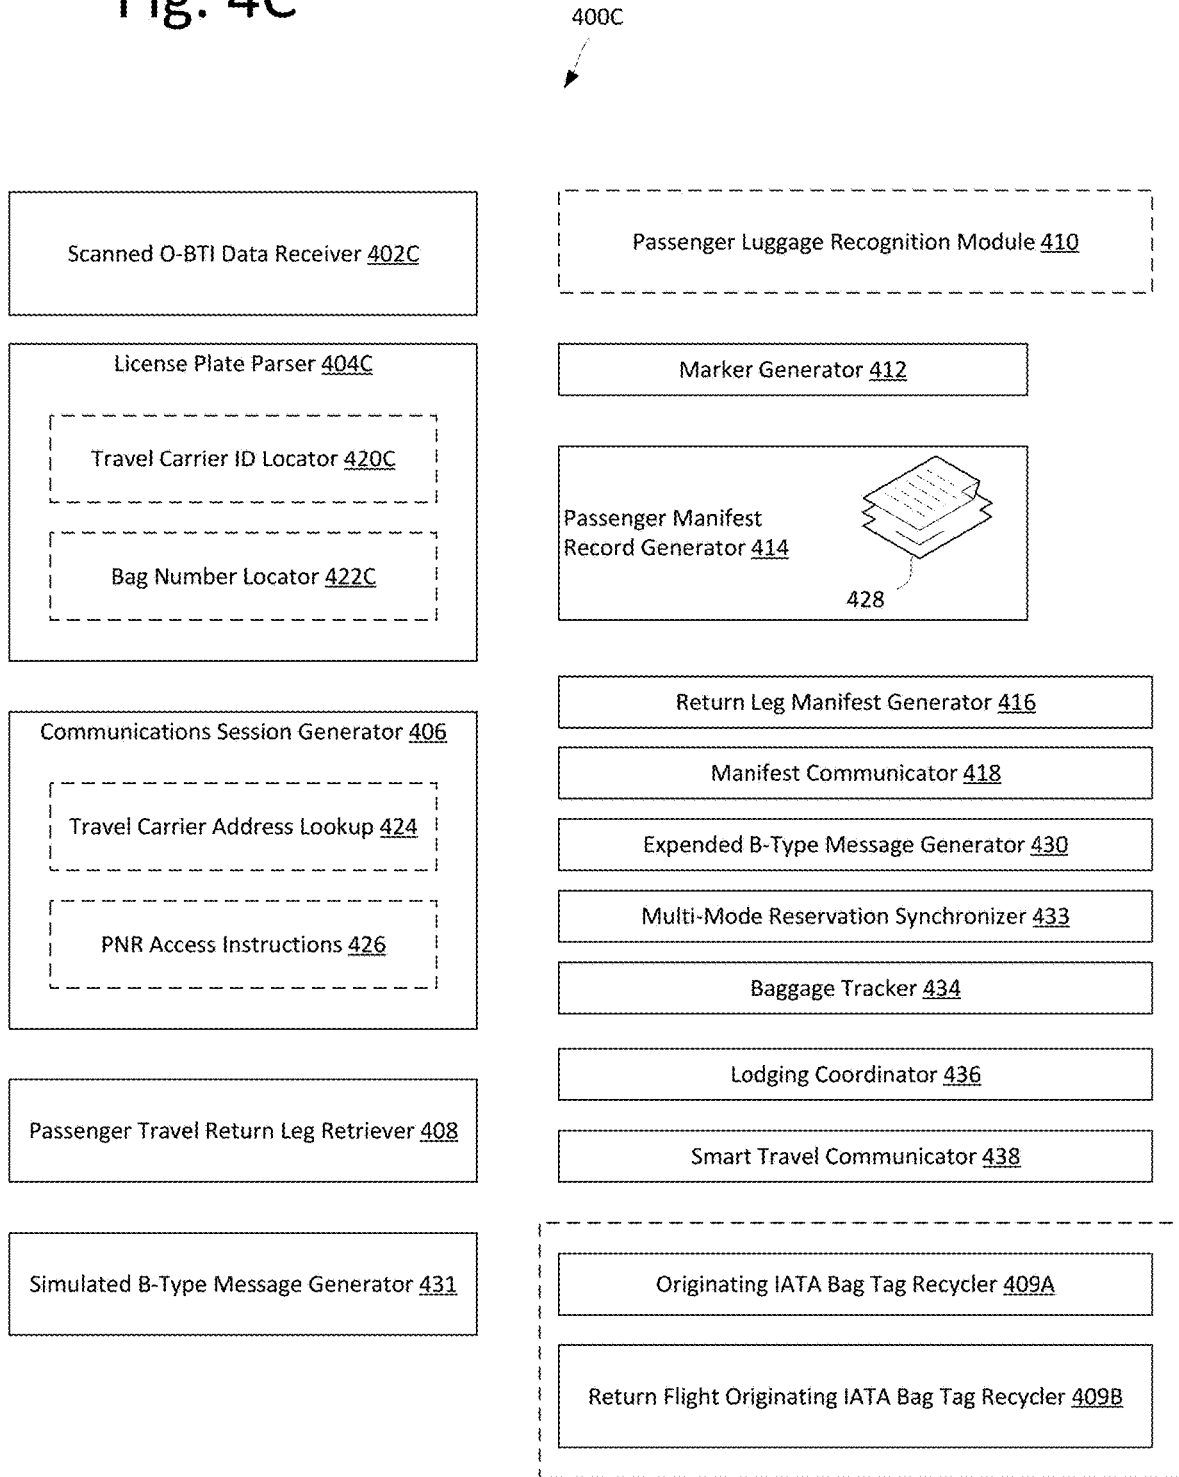 Fig. 4C
400C
Scanned O-BTI Data Receiver 402C
License Plate Parser 404C
Travel Carrier ID Locator 420C
Bag Number Locator 422C
Communications Session Generator 406
Travel Carrier Address Lookup 424
PNR Access Instructions 426
Passenger Travel Return Leg Retriever 408
Simulated B-Type Message Generator 431
Passenger Luggage Recognition Module 410
Marker Generator 412
Passenger Manifest
Record Generator 414
428
Return Leg Manifest Generator 416
Manifest Communicator 418
Expended B-Type Message Generator 430
Multi-Mode Reservation Synchronizer 433
Baggage Tracker 434
Lodging Coordinator 436
Smart Travel Communicator 438
Originating IATA Bag Tag Recycler 409A
Return Flight Originating IATA Bag Tag Recycler 409B